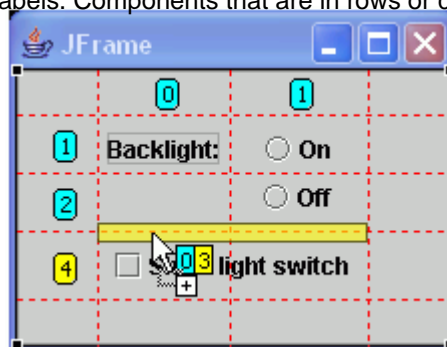 labels. Components that are in rows or c
JFrame
0 1
1 Backlight: On
2 Off
0 3
4 light switch